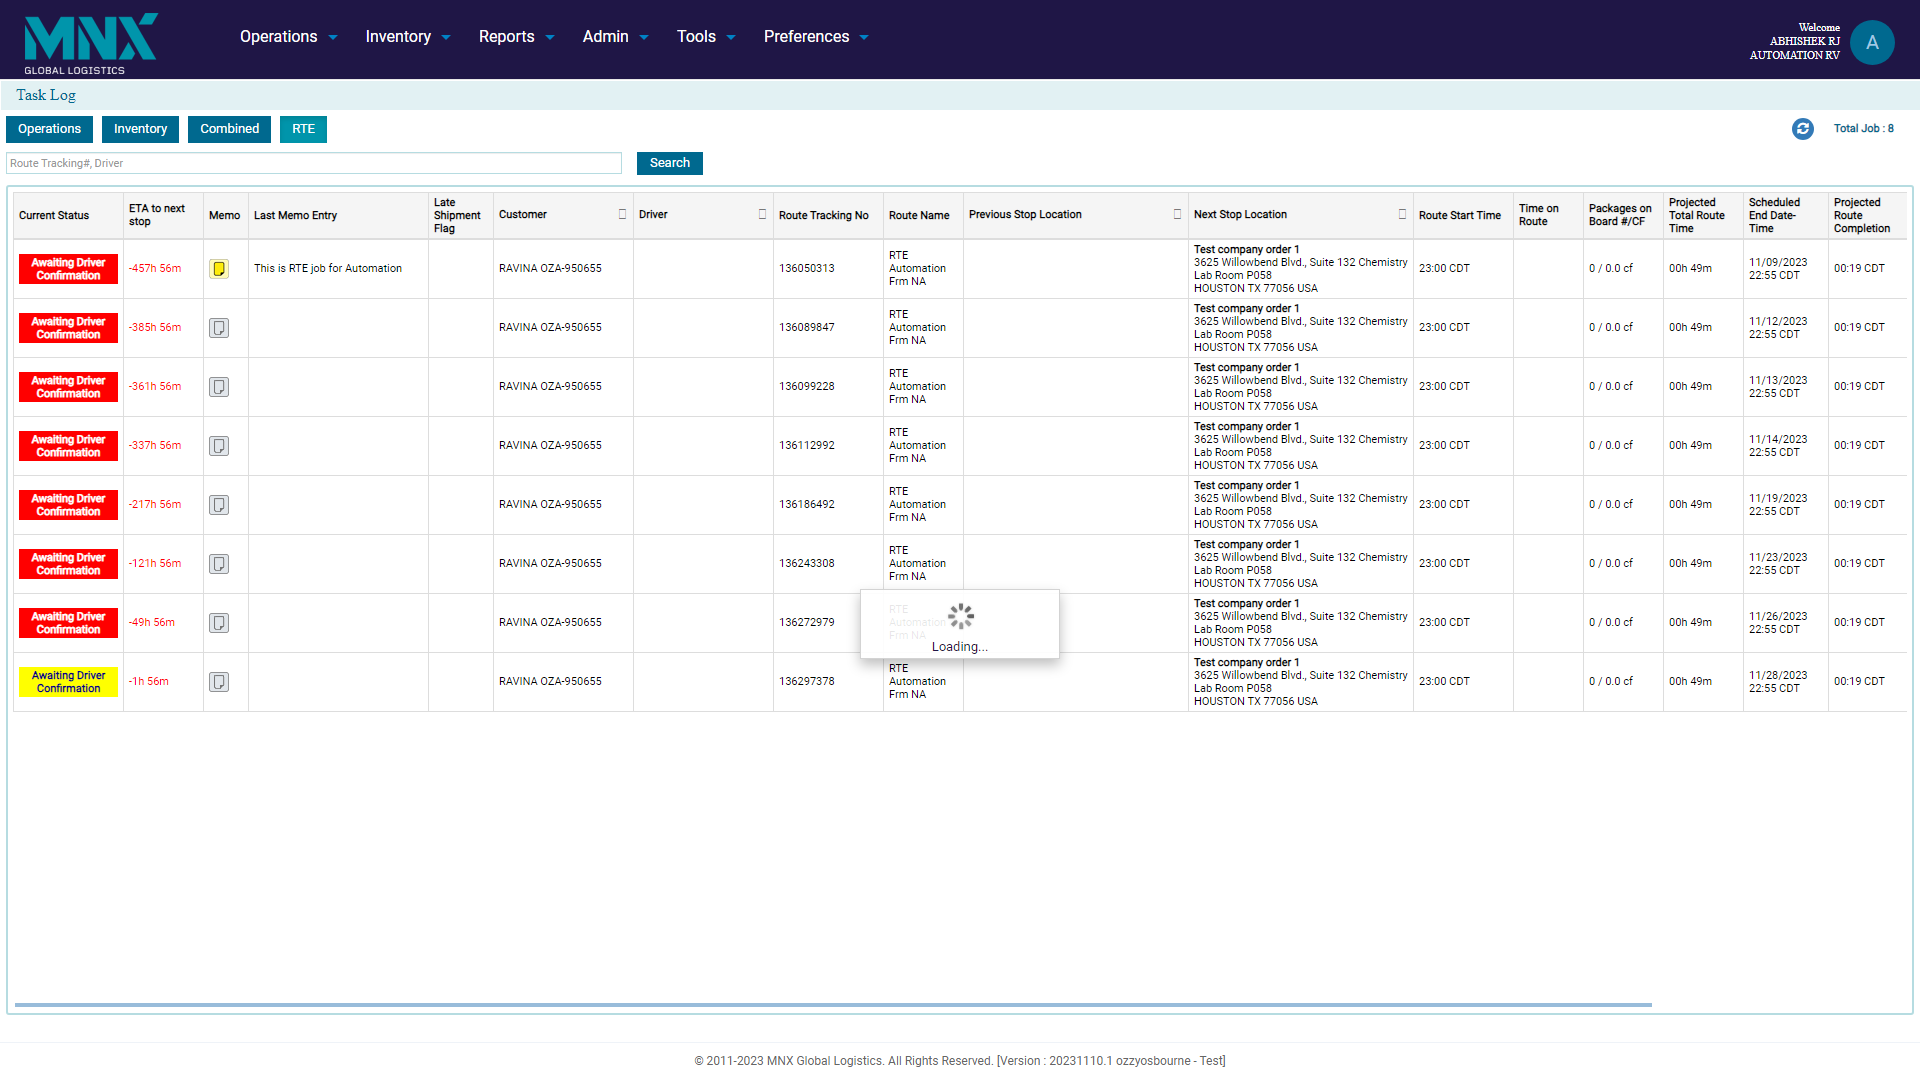 MNX
GLOBAL LOGISTICS
Operations Inventory Reports Admin Tools Preferences
Welcome
ABHISHEK RJ
AUTOMATION RV
A
Task Log
Operations Inventory Combined RTE
Total Job : 8
Route Tracking#, Driver
Search
Current Status
ETA to next
stop
Memo
Last Memo Entry
Late
Shipment
Flag
Customer
Driver
Route Tracking No
Route Name
Previous Stop Location
Next Stop Location
Route Start Time
Time on
Route
Packages on
Board #/CF
Projected
Total Route
Time
Scheduled
End Date-
Time
Projected
Route
Completion
Awaiting Driver
Confirmation
-457h 56m
This is RTE job for Automation
RAVINA OZA-950655
136050313
RTE
Automation
Frm NA
Test company order 1
3625 Willowbend Blvd., Suite 132 Chemistry
Lab Room P058
HOUSTON TX 77056 USA
23:00 CDT
0 / 0.0 cf
00h 49m
11/09/2023
22:55 CDT
00:19 CDT
Awaiting Driver
Confirmation
-385h 56m
RAVINA OZA-950655
136089847
RTE
Automation
Frm NA
Test company order 1
3625 Willowbend Blvd., Suite 132 Chemistry
Lab Room P058
HOUSTON TX 77056 USA
23:00 CDT
0 / 0.0 cf
00h 49m
11/12/2023
22:55 CDT
00:19 CDT
Awaiting Driver
Confirmation
-361h 56m
RAVINA OZA-950655
136099228
RTE
Automation
Frm NA
Test company order 1
3625 Willowbend Blvd., Suite 132 Chemistry
Lab Room P058
HOUSTON TX 77056 USA
23:00 CDT
0 / 0.0 cf
00h 49m
11/13/2023
22:55 CDT
00:19 CDT
Awaiting Driver
Confirmation
-337h 56m
RAVINA OZA-950655
136112992
RTE
Automation
Frm NA
Test company order 1
3625 Willowbend Blvd., Suite 132 Chemistry
Lab Room P058
HOUSTON TX 77056 USA
23:00 CDT
0 / 0.0 cf
00h 49m
11/14/2023
22:55 CDT
00:19 CDT
Awaiting Driver
Confirmation
-217h 56m
RAVINA OZA-950655
136186492
RTE
Automation
Frm NA
Test company order 1
3625 Willowbend Blvd., Suite 132 Chemistry
Lab Room P058
HOUSTON TX 77056 USA
23:00 CDT
0 / 0.0 cf
00h 49m
11/19/2023
22:55 CDT
00:19 CDT
Awaiting Driver
Confirmation
-121h 56m
RAVINA OZA-950655
136243308
RTE
Automation
Frm NA
Test company order 1
3625 Willowbend Blvd., Suite 132 Chemistry
Lab Room P058
HOUSTON TX 77056 USA
23:00 CDT
0 / 0.0 cf
00h 49m
11/23/2023
22:55 CDT
00:19 CDT
Awaiting Driver
Confirmation
-49h 56m
RAVINA OZA-950655
136272979
RTE
Automation
Frm NA
Loading...
Test company order 1
3625 Willowbend Blvd., Suite 132 Chemistry
Lab Room P058
HOUSTON TX 77056 USA
23:00 CDT
0 / 0.0 cf
00h 49m
11/26/2023
22:55 CDT
00:19 CDT
Awaiting Driver
Confirmation
-1h 56m
RAVINA OZA-950655
136297378
RTE
Automation
Frm NA
Test company order 1
3625 Willowbend Blvd., Suite 132 Chemistry
Lab Room P058
HOUSTON TX 77056 USA
23:00 CDT
0 / 0.0 cf
00h 49m
11/28/2023
22:55 CDT
00:19 CDT
© 2011-2023 MNX Global Logistics. All Rights Reserved. [Version : 20231110.1 ozzyosbourne - Test]